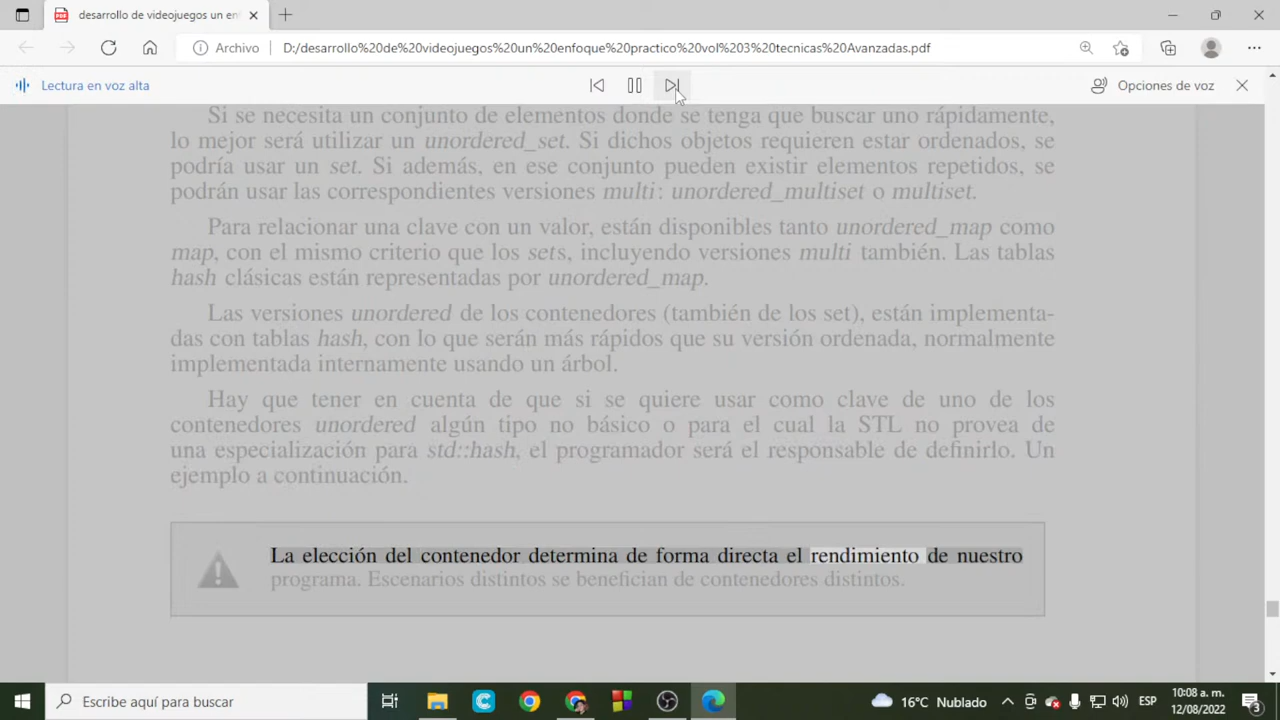 desarrollo de videojuegos un en
Archivo
D:/desarrollo%20de%20videojuegos%20un%20enfoque%20practico%20vol%203%20tecnicas%20Avanzadas.pdf
Lectura en voz alta
Opciones de voz
Si se necesita un conjunto de elementos donde se tenga que buscar uno rápidamente,
lo mejor será utilizar un unordered_set. Si dichos objetos requieren estar ordenados, se
podría usar un set. Si además, en ese conjunto pueden existir elementos repetidos, se
podrán usar las correspondientes versiones multi: unordered_multiset o multiset.
Para relacionar una clave con un valor, están disponibles tanto unordered_map como
map, con el mismo criterio que los sets, incluyendo versiones multi también. Las tablas
hash clásicas están representadas por unordered_map.
Las versiones unordered de los contenedores (también de los set), están implementa-
das con tablas hash, con lo que serán más rápidos que su versión ordenada, normalmente
implementada internamente usando un árbol.
Hay que tener en cuenta de que si se quiere usar como clave de uno de los
contenedores unordered algún tipo no básico o para el cual la STL no provea de
una especialización para std::hash, el programador será el responsable de definirlo. Un
ejemplo a continuación.
La elección del contenedor determina de forma directa el rendimiento de nuestro
programa. Escenarios distintos se benefician de contenedores distintos.
Escribe aquí para buscar
16°C Nublado
ESP
10:08 a. m.
12/08/2022
3